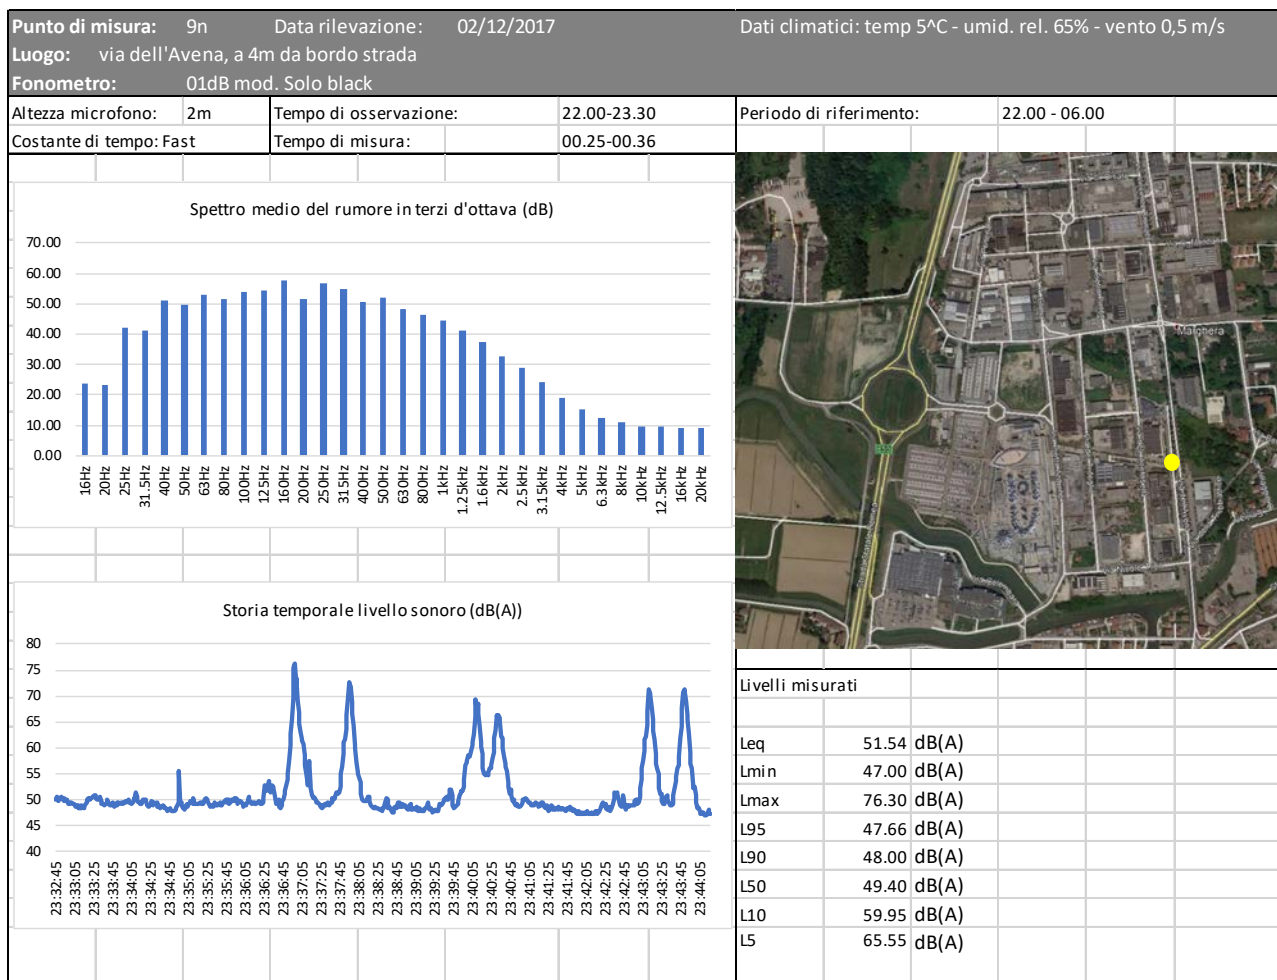 Punto di misura: 9n Data rilevazione: 02/12/2017 Dati climatici: temp 5^C - umid. rel. 65% - vento 0,5 m/s
Luogo: via dell'Avena, a 4m da bordo strada
Fonometro: 01dB mod. Solo black
Altezza microfono: 2m Tempo di osservazione: 22.00-23.30 Periodo di riferimento: 22.00 - 06.00
Costante di tempo: Fast Tempo di misura: 00.25-00.36
Spettro medio del rumore in terzi d'ottava (dB)
70.00
60.00
50.00
40.00
30.00
20.00
10.00
0.00
16Hz 20Hz 25Hz 31.5Hz 40Hz 50Hz 63Hz 80Hz 100Hz 125Hz 160Hz 200Hz 250Hz 315Hz 400Hz 500Hz 630Hz 800Hz 1kHz 1.25kHz 1.6kHz 2kHz 2.5kHz 3.15kHz 4kHz 5kHz 6.3kHz 8kHz 10kHz 12.5kHz 16kHz 20kHz
Malghera
Storia temporale livello sonoro (dB(A))
80
75
70
65
60
55
50
45
40
23:32:45 23:33:05 23:33:25 23:33:45 23:34:05 23:34:25 23:34:45 23:35:05 23:35:25 23:35:45 23:36:05 23:36:25 23:36:45 23:37:05 23:37:25 23:37:45 23:38:05 23:38:25 23:38:45 23:39:05 23:39:25 23:39:45 23:40:05 23:40:25 23:40:45 23:41:05 23:41:25 23:41:45 23:42:05 23:42:25 23:42:45 23:43:05 23:43:25 23:43:45 23:44:05
Livelli misurati
Leq 51.54 dB(A)
Lmin 47.00 dB(A)
Lmax 76.30 dB(A)
L95 47.66 dB(A)
L90 48.00 dB(A)
L50 49.40 dB(A)
L10 59.95 dB(A)
L5 65.55 dB(A)